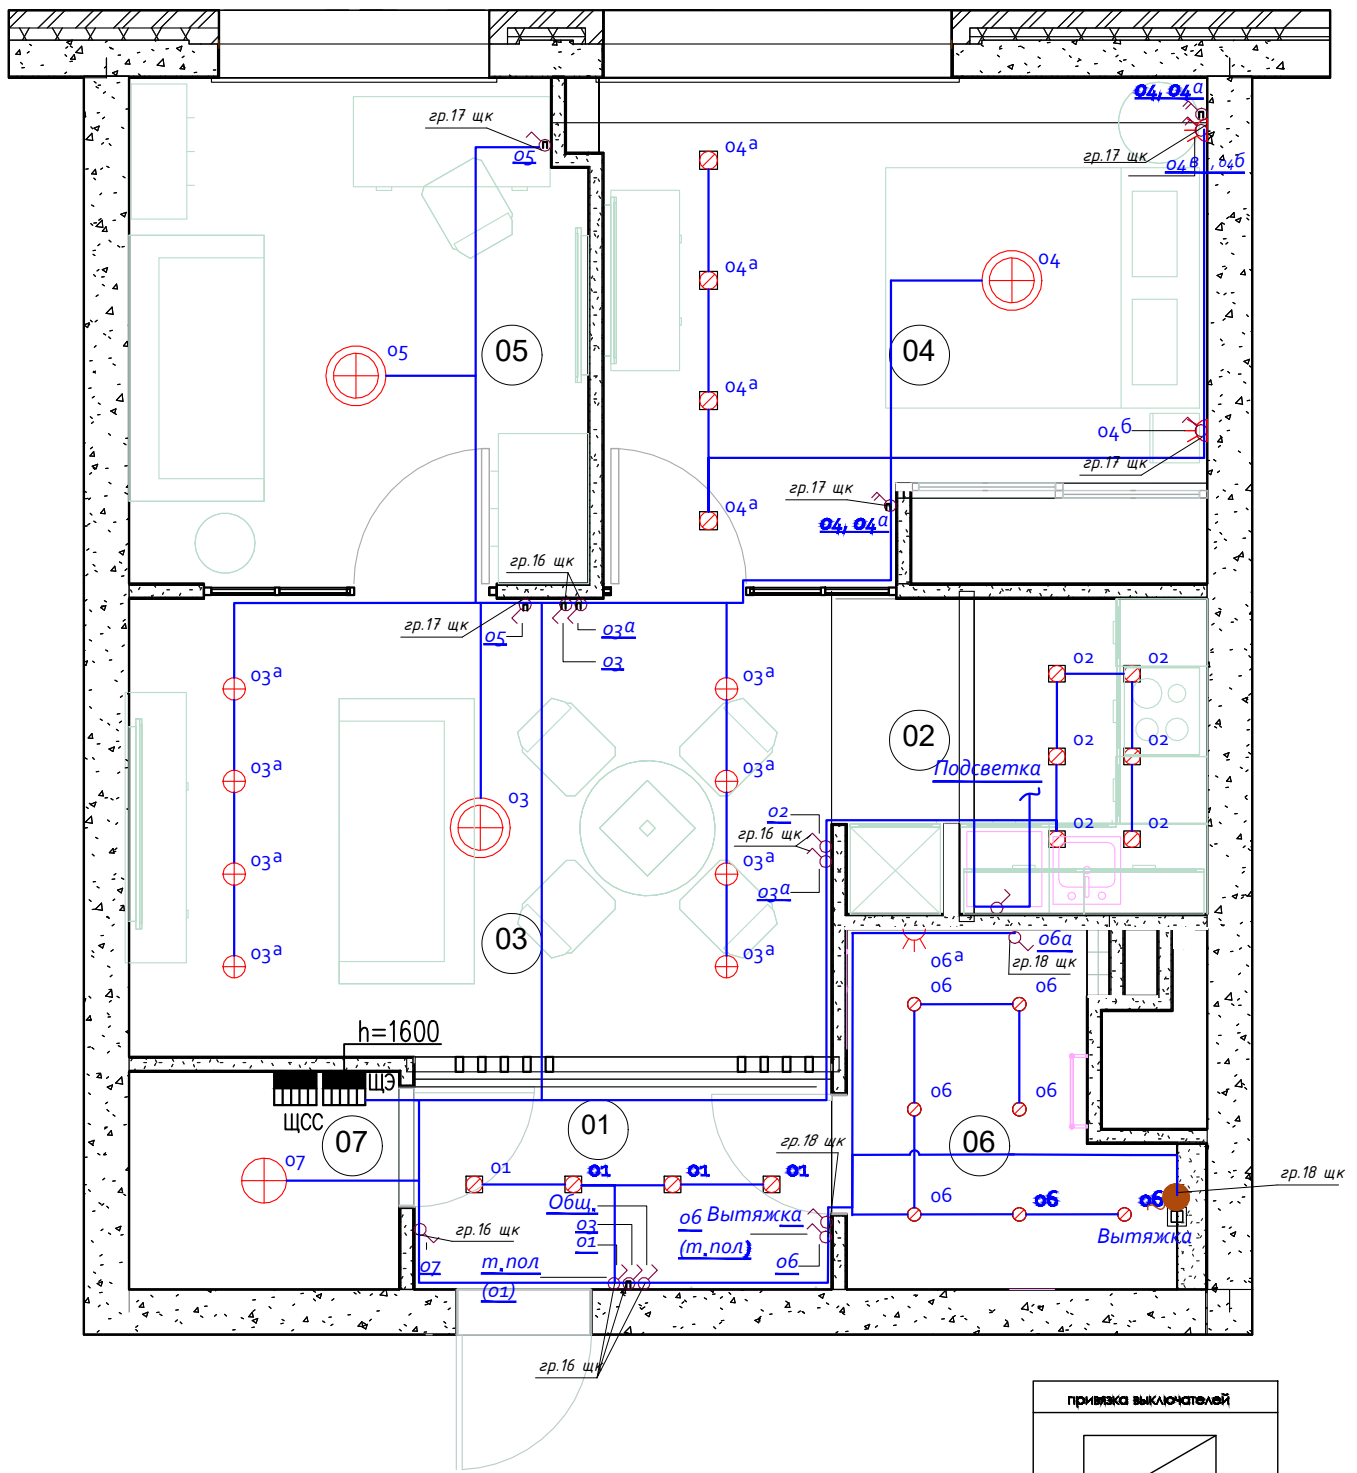 04, 04а
гр.17 щк
05
04а
гр.17 щк
04в, 04б
04а
04
05
05
04
04а
04б
гр.17 щк
гр.17 щк
04а
04, 04а
гр.16 щк
гр.17 щк
05
03а
03
03а
03а
02
02
02
Подсветка
03а
03а
02
02
03
02
гр.16 щк
02
02
03а
03а
03а
03
03а
03а
06а
06а
гр.18 щк
06
06
h=1600
ЩЭ
ЩСС
07
01
06
06
06
гр.18 щк
07
01
01
01
01
гр.18 щк
Общ.
03
01
06 Вытяжка
(т.пол)
06
06
06
06
Вытяжка
гр.16 щк
07
т.пол
(01)
гр.16 щк
привязка выключателей